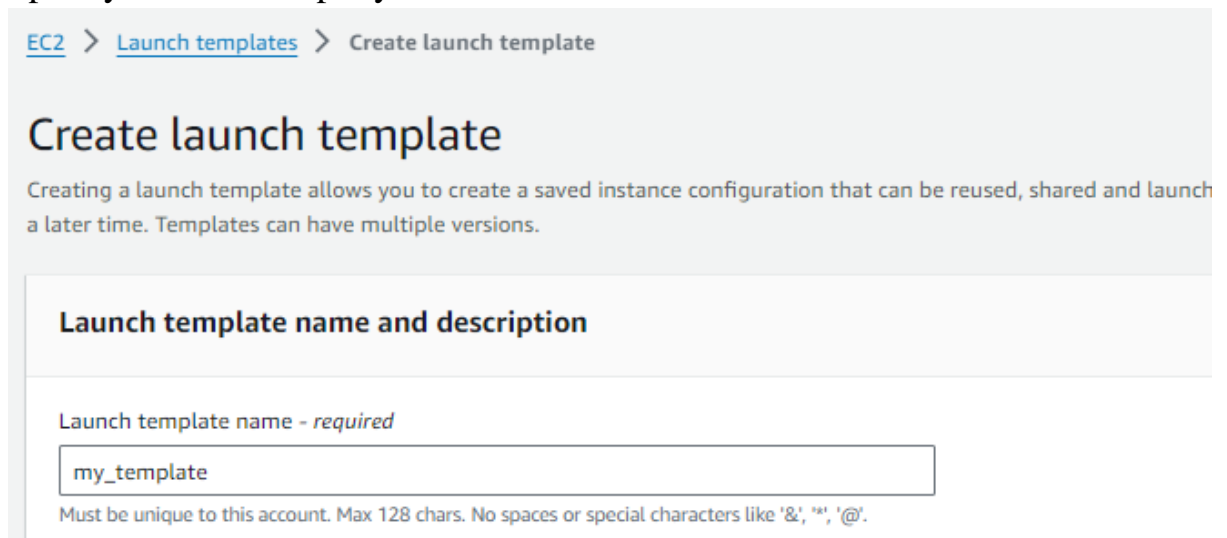 EC2 > Launch templates > Create launch template
Create launch template
Creating a launch template allows you to create a saved instance configuration that can be reused, shared and launch
a later time. Templates can have multiple versions.
Launch template name and description
Launch template name - required
my_template
Must be unique to this account. Max 128 chars. No spaces or special characters like '&', '*', '@'.